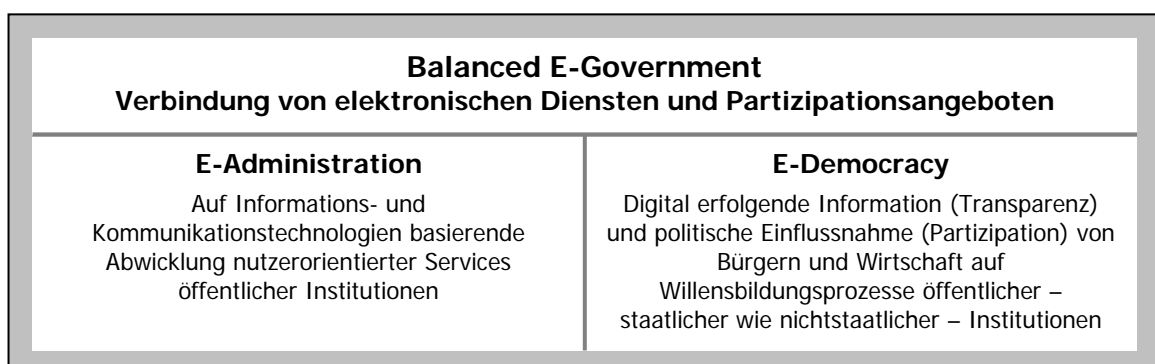 Balanced E-Government
Verbindung von elektronischen Diensten und Partizipationsangeboten
E-Administration
Auf Informations- und
Kommunikationstechnologien basierende
Abwicklung nutzerorientierter Services
öffentlicher Institutionen
E-Democracy
Digital erfolgende Information (Transparenz)
und politische Einflussnahme (Partizipation) von
Bürgern und Wirtschaft auf
Willensbildungsprozesse öffentlicher –
staatlicher wie nichtstaatlicher – Institutionen